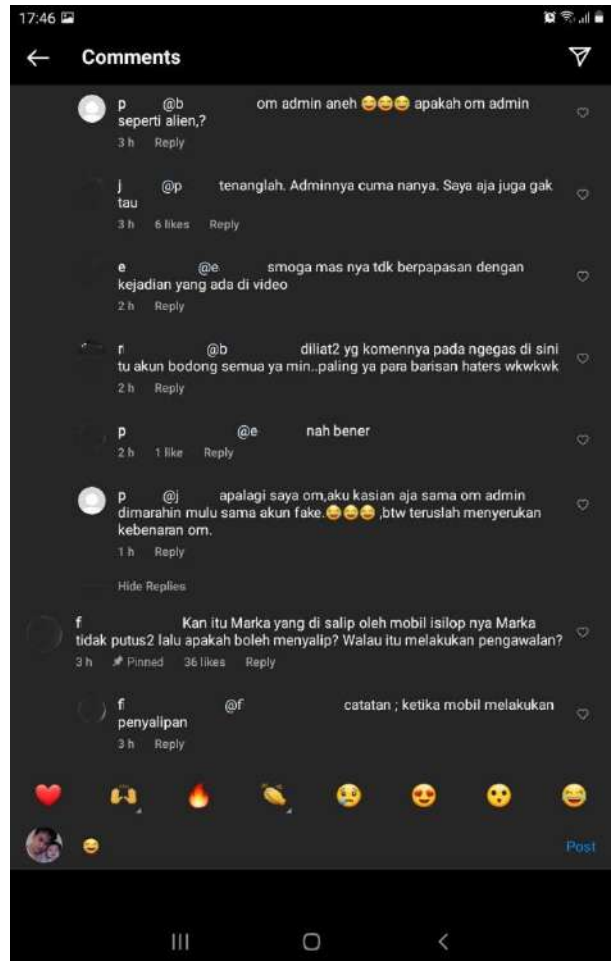 17:46
Comments
p @b om admin aneh 😂😂😂 apakah om admin
seperti alien,?
3 h Reply
j @p tenanglah. Adminnya cuma nanya. Saya aja juga gak
tau
3 h 6 likes Reply
e @e smoga mas nya tdk berpapasan dengan
kejadian yang ada di video
2 h Reply
ri @b diliat2 yg komennya pada ngegas di sini
tu akun bodong semua ya min..paling ya para barisan haters wkwkwk
2 h Reply
p @e nah bener
2 h 1 like Reply
p @j apalagi saya om,aku kasian aja sama om admin
dimarahin mulu sama akun fake.😂😂😂 ,btw teruslah menyerukan
kebenaran om.
1 h Reply
Hide Replies
f Kan itu Marka yang di salip oleh mobil isilop nya Marka
tidak putus2 lalu apakah boleh menyalip? Walau itu melakukan pengawalan?
3 h Pinned 36 likes Reply
fi @f catatan ; ketika mobil melakukan
penyalipan
3 h Reply
❤️ 🙌 🔥 👏 😢 😍 😮 😂
😂 Post